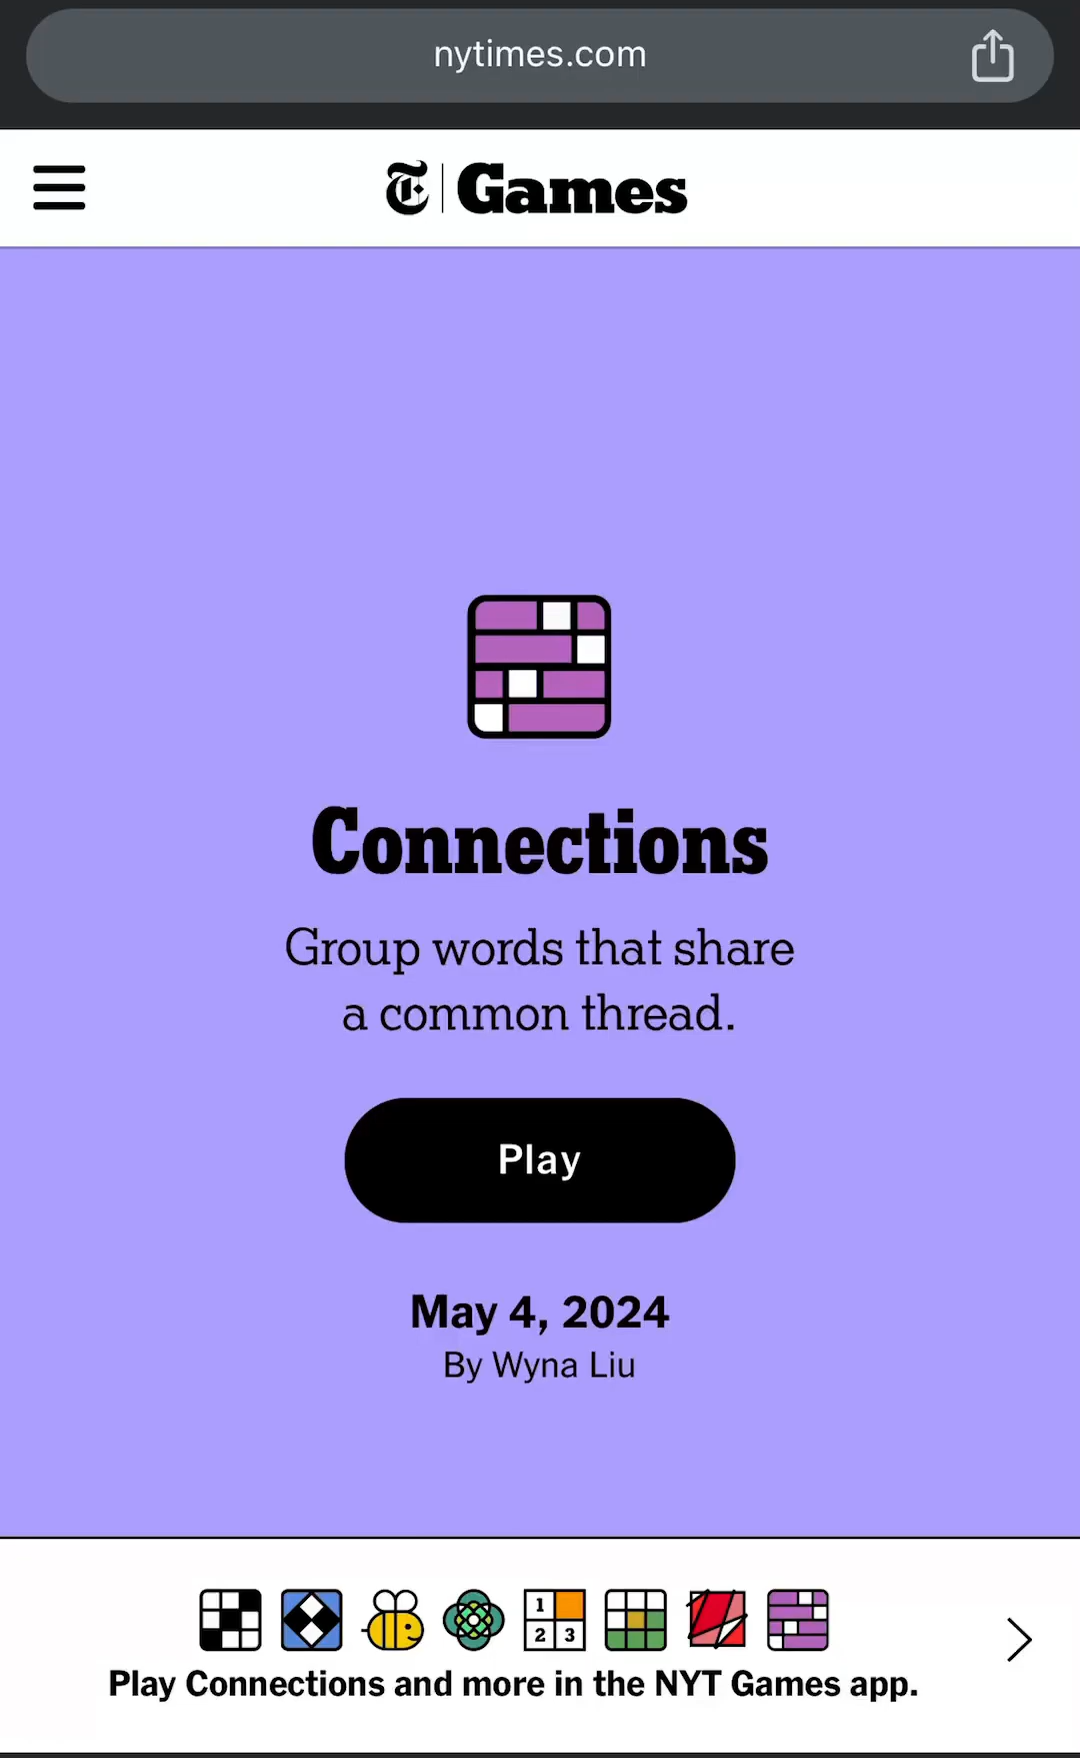 nytimes.com
T Games
Connections
Group words that share
a common thread.
Play
May 4, 2024
By Wyna Liu
1
2 3
Play Connections and more in the NYT Games app.